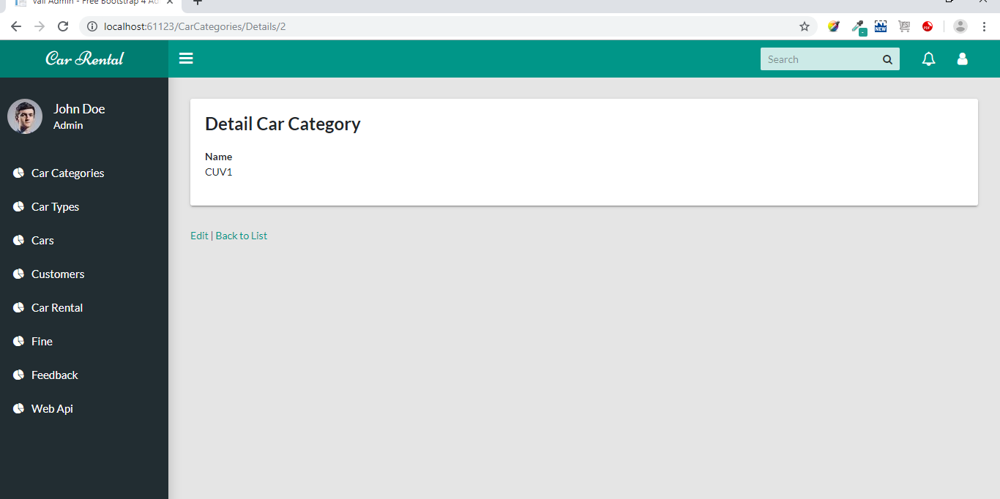 Vali Admin - Free Bootstrap 4 Ad
localhost:61123/CarCategories/Details/2
NEW
PDF
Car Rental
Search
John Doe
Admin
Car Categories
Car Types
Cars
Customers
Car Rental
Fine
Feedback
Web Api
Detail Car Category
Name
CUV1
Edit | Back to List